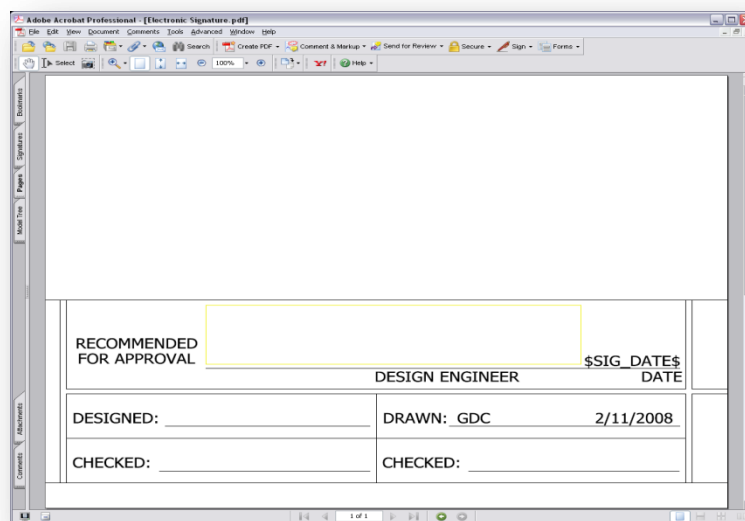 Adobe Acrobat Professional - [Electronic Signature.pdf]
File Edit View Document Comments Tools Advanced Window Help
Search Create PDF Comment & Markup Send for Review Secure Sign Forms
Select 100% Y? Help
Bookmarks
Signatures
Pages
Model Tree
RECOMMENDED
FOR APPROVAL
$SIG_DATE$
DESIGN ENGINEER DATE
DESIGNED: DRAWN: GDC 2/11/2008
CHECKED: CHECKED:
Attachments
Comments
1 of 1